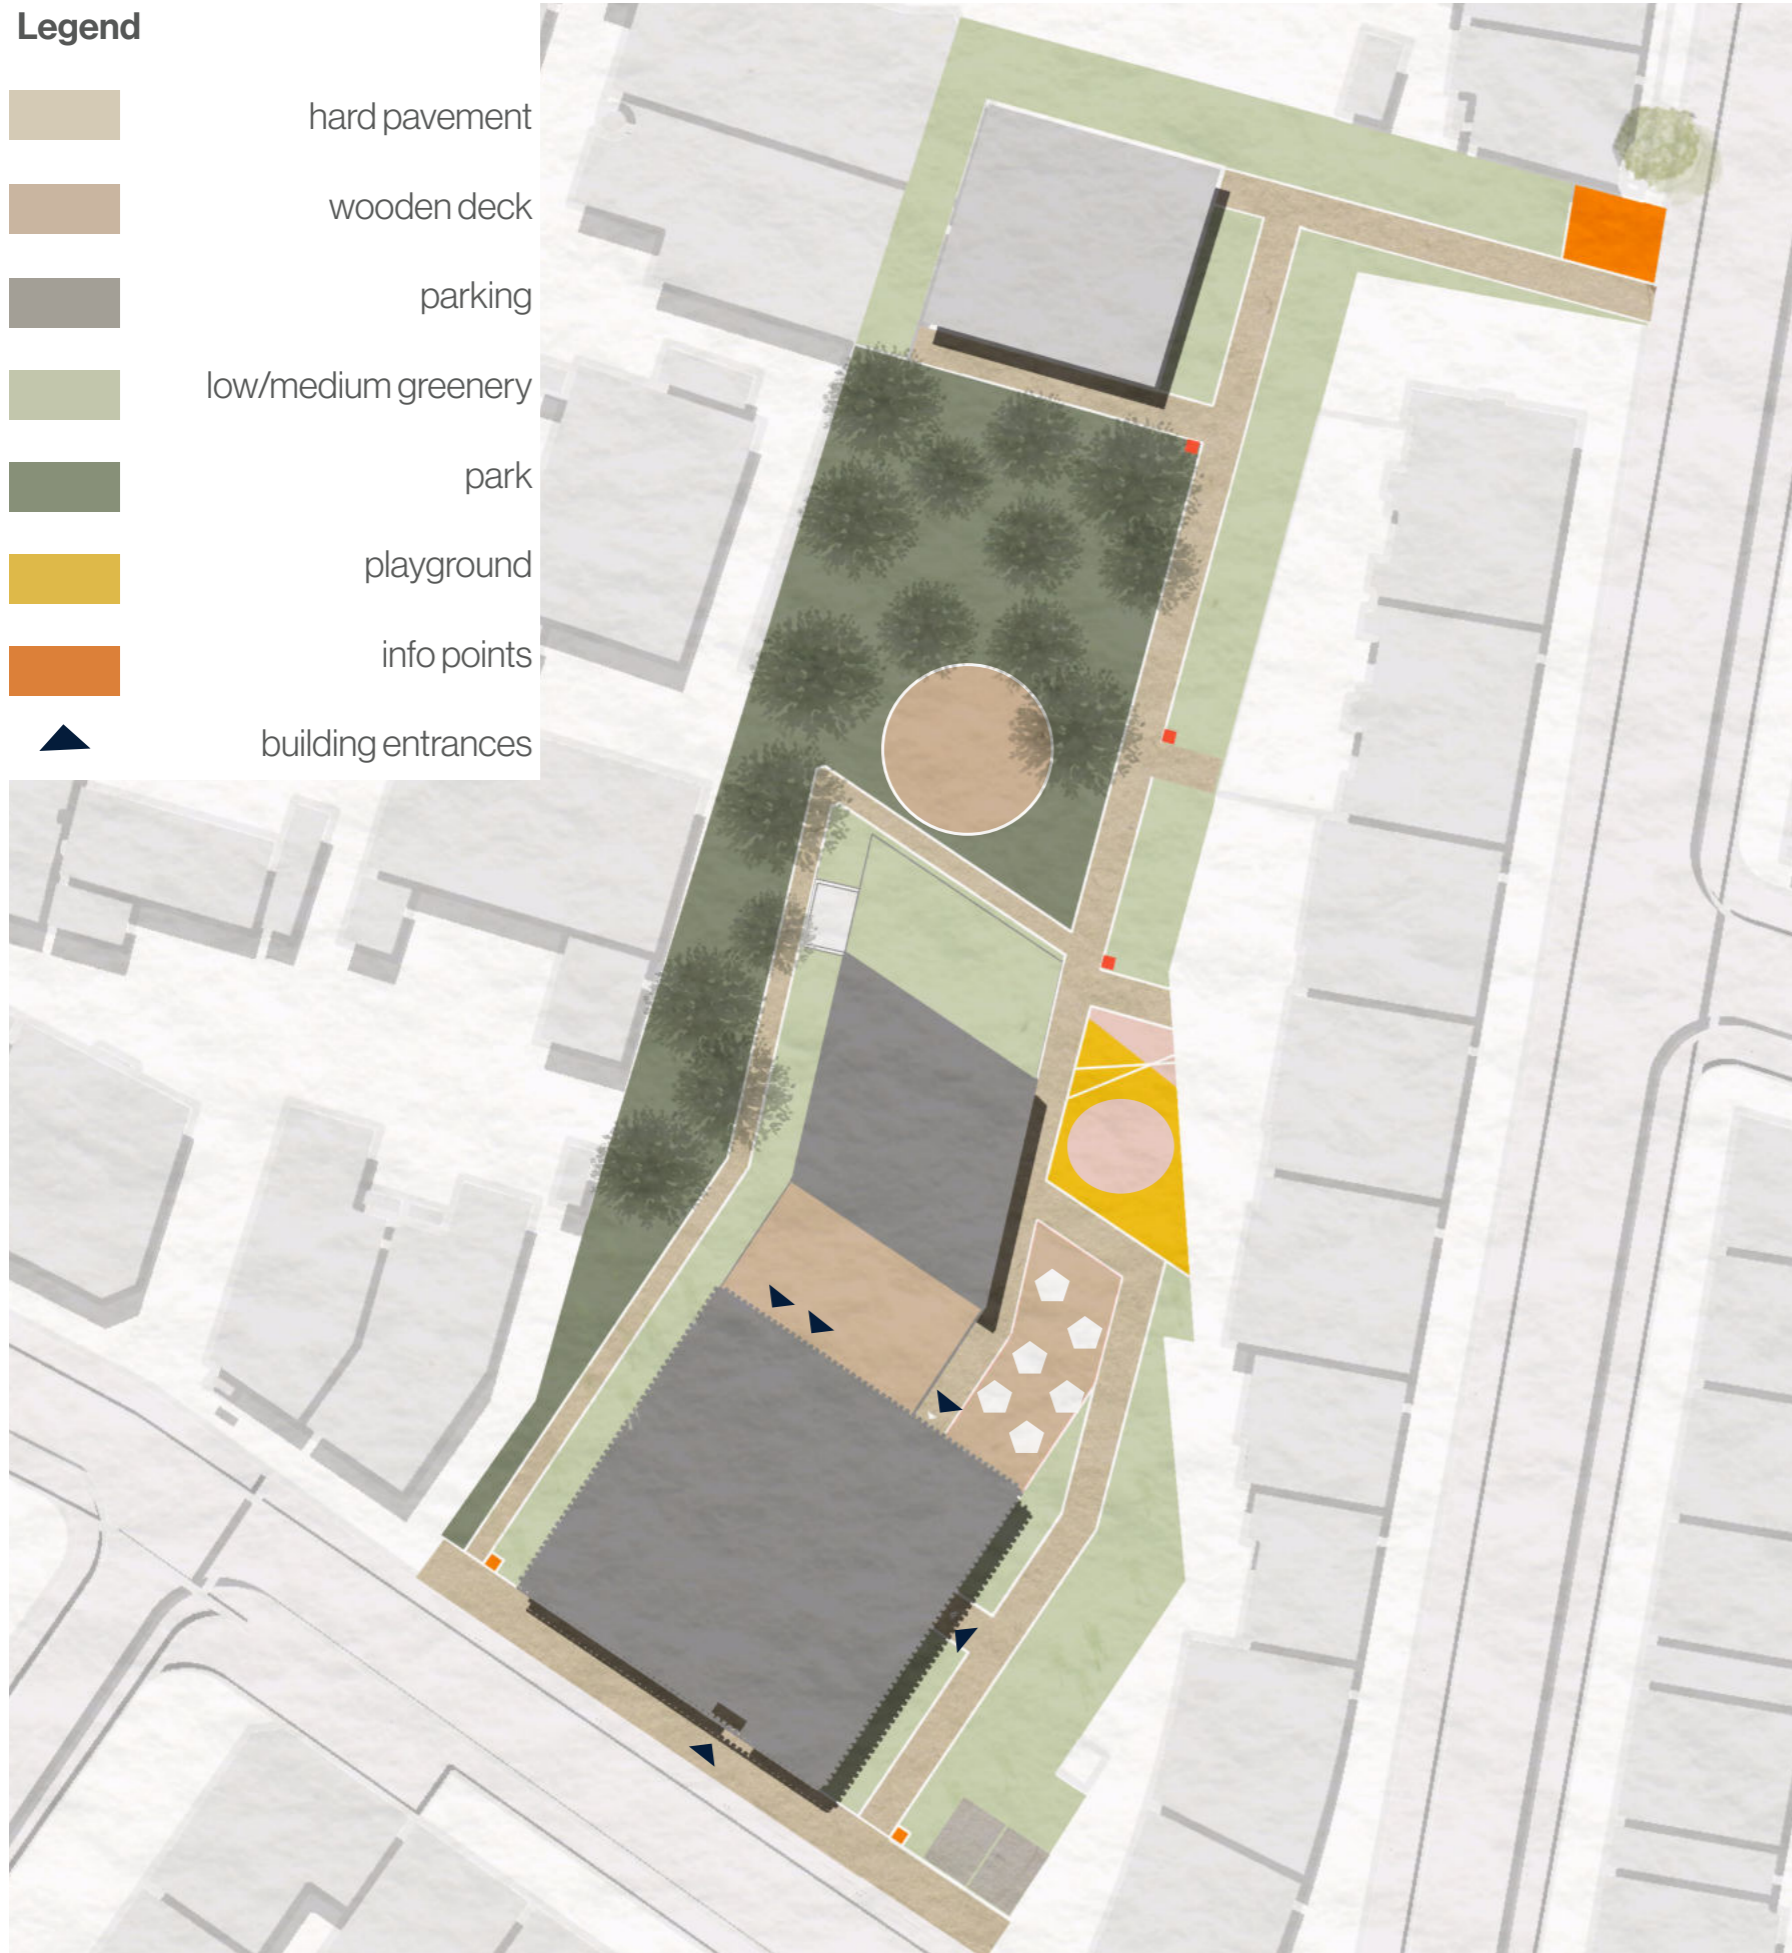 Legend
hard pavement
wooden deck
parking
low/medium greenery
park
playground
info points
building entrances